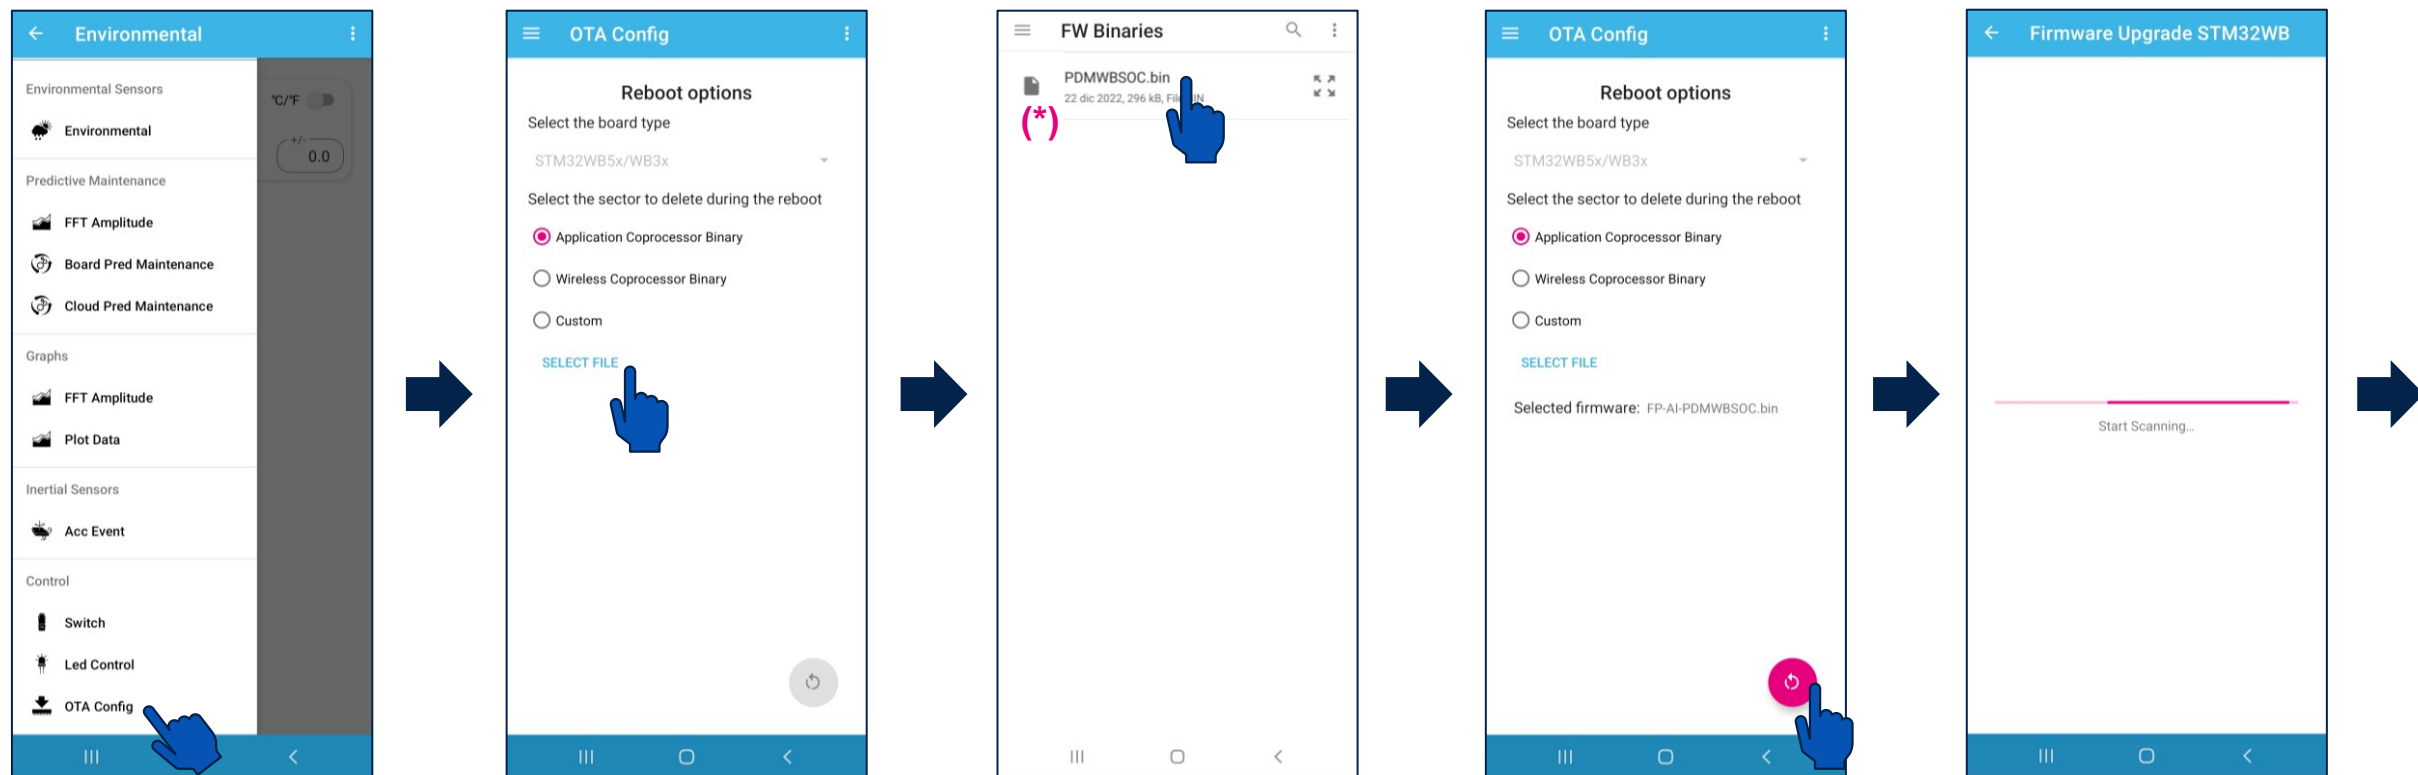 Environmental
Environmental Sensors
Environmental
Predictive Maintenance
FFT Amplitude
Board Pred Maintenance
Cloud Pred Maintenance
Graphs
FFT Amplitude
Plot Data
Inertial Sensors
Acc Event
Control
Switch
Led Control
OTA Config
°C/°F
+/-
0.0
OTA Config
Reboot options
Select the board type
STM32WB5x/WB3x
Select the sector to delete during the reboot
Application Coprocessor Binary
Wireless Coprocessor Binary
Custom
SELECT FILE
FW Binaries
PDMWBSOC.bin
22 dic 2022, 296 kB,
(*)
OTA Config
Reboot options
Select the board type
STM32WB5x/WB3x
Select the sector to delete during the reboot
Application Coprocessor Binary
Wireless Coprocessor Binary
Custom
SELECT FILE
Selected firmware: FP-AI-PDMWBSOC.bin
Firmware Upgrade STM32WB
Start Scanning...